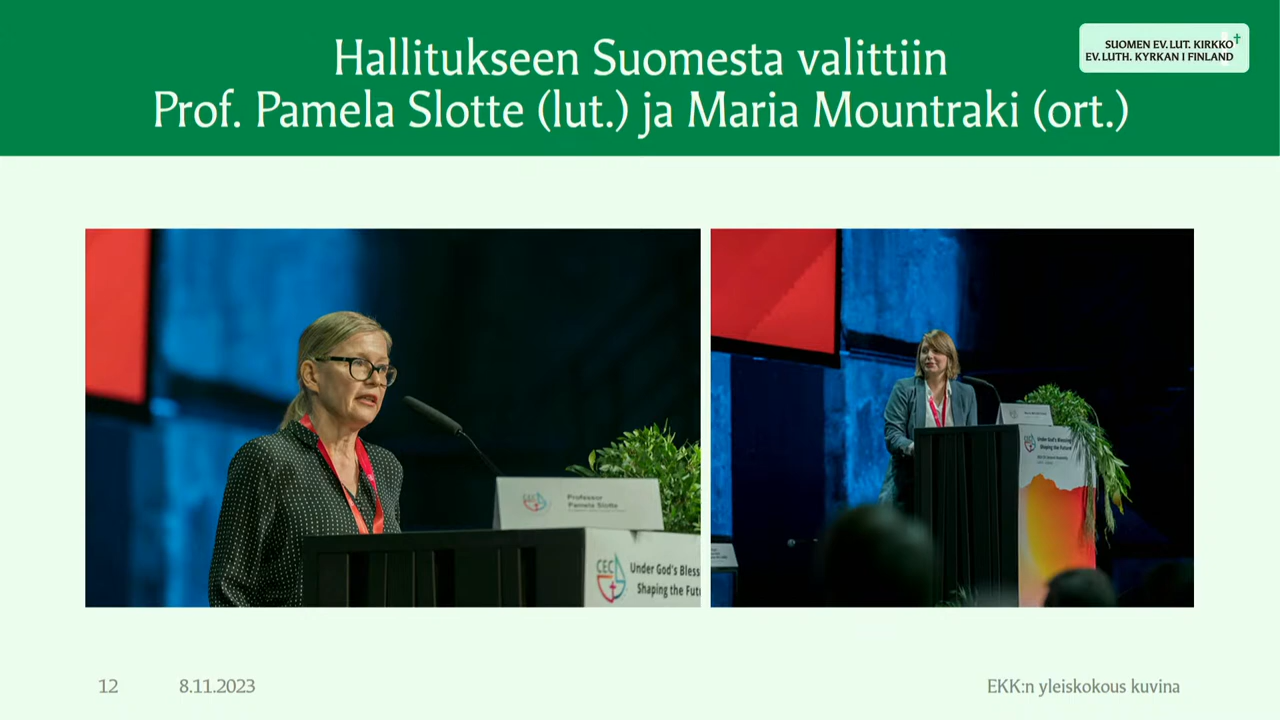 Hallitukseen Suomesta valittiin
Prof. Pamela Slotte (lut.) ja Maria Mountraki (ort.)
SUOMEN EV. LUT. KIRKKO
EV. LUTH. KYRKAN I FINLAND
CEC
Professor
Pamela Slotte
CEC
Under God's Bless
Shaping the Futu
Under God's Blessing
Shaping the Future
12
8.11.2023
EKK:n yleiskokous kuvina